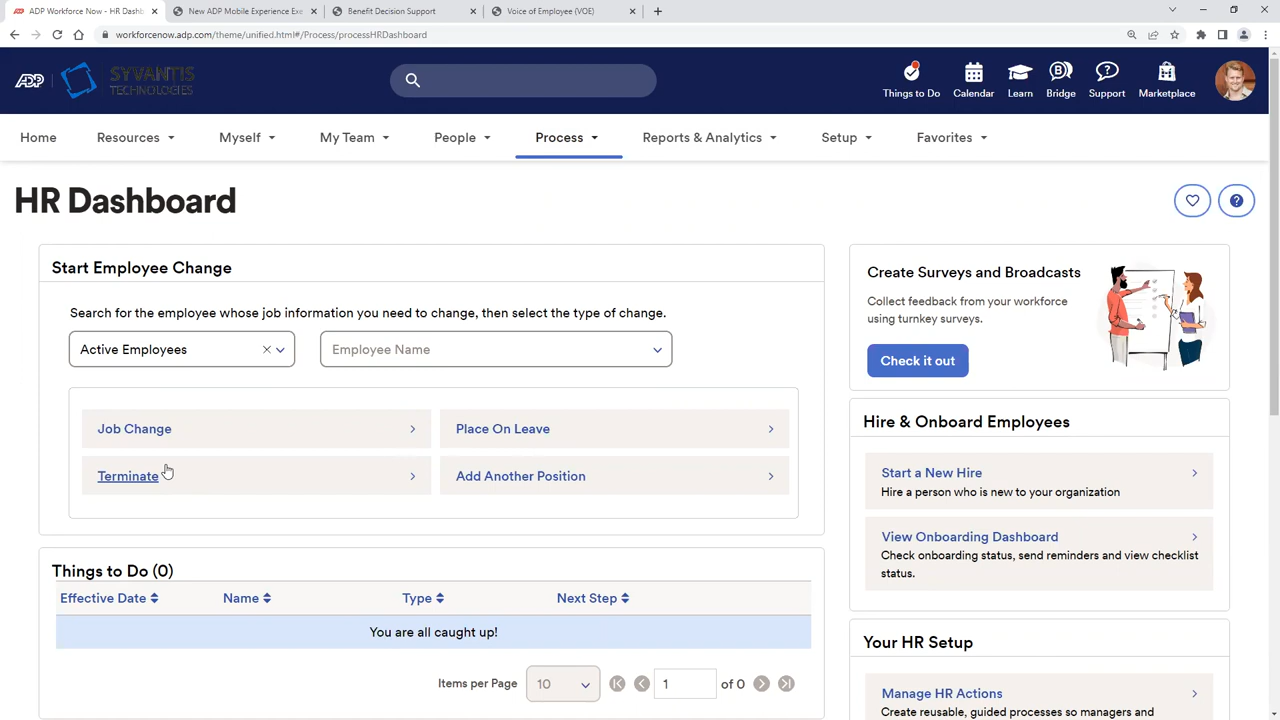 ADP Workforce Now - HR Dashb
New ADP Mobile Experience Exe
Benefit Decision Support
Voice of Employee (VOE)
workforcenow.adp.com/theme/unified.html#/Process/processHRDashboard
ADP
SYVANTIS
TECHNOLOGIES
Things to Do
Calendar
Learn
Bridge
Support
Marketplace
Home
Resources
Myself
My Team
People
Process
Reports & Analytics
Setup
Favorites
HR Dashboard
Start Employee Change
Search for the employee whose job information you need to change, then select the type of change.
Active Employees
Employee Name
Job Change
Place On Leave
Terminate
Add Another Position
Things to Do (0)
Effective Date
Name
Type
Next Step
You are all caught up!
Items per Page
10
1
of 0
Create Surveys and Broadcasts
Collect feedback from your workforce
using turnkey surveys.
Check it out
Hire & Onboard Employees
Start a New Hire
Hire a person who is new to your organization
View Onboarding Dashboard
Check onboarding status, send reminders and view checklist
status.
Your HR Setup
Manage HR Actions
Create reusable, guided processes so managers and